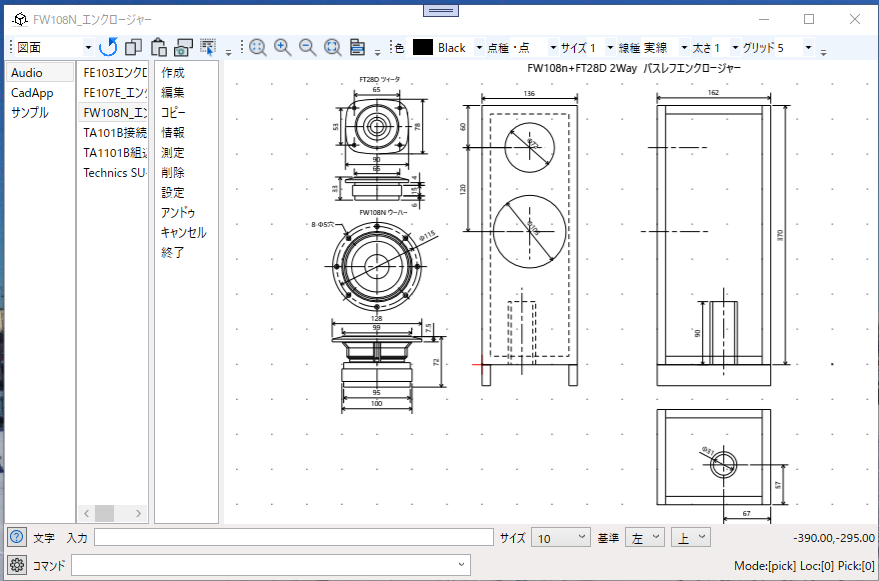 FW108N_エンクロージャー
図面
色 Black 点種・点 サイズ 1 線種 実線 太さ 1 グリッド 5
Audio
CadApp
サンプル
FE103エンクロ
FE107E_エン
FW108N_エン
TA101B接続
TA1101B組
Technics SU-
作成
編集
コピー
情報
測定
削除
設定
アンドゥ
キャンセル
終了
FW108n+FT28D 2Way バスレフエンクロージャー
FT28D ツィータ
65
53
78
90
65
33
4
6
FW108N ウーハー
8-Φ5穴
Φ115
128
99
7.5
72
95
100
136
60
120
Φ72
162
370
90
Φ31
57
67
文字 入力 サイズ 10 基準 左 上 -390.00,-295.00
コマンド Mode:[pick] Loc:[0] Pick:[0]